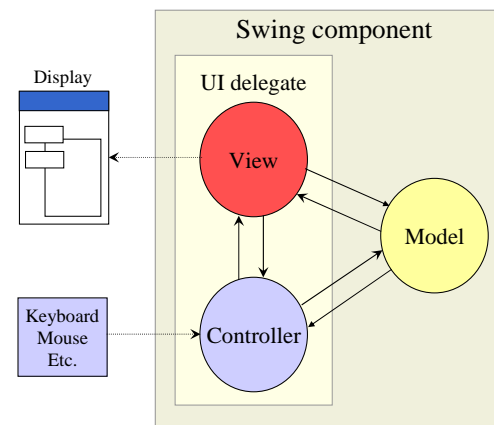 Swing component
Display
UI delegate
View
Model
Keyboard
Mouse
Etc.
Controller